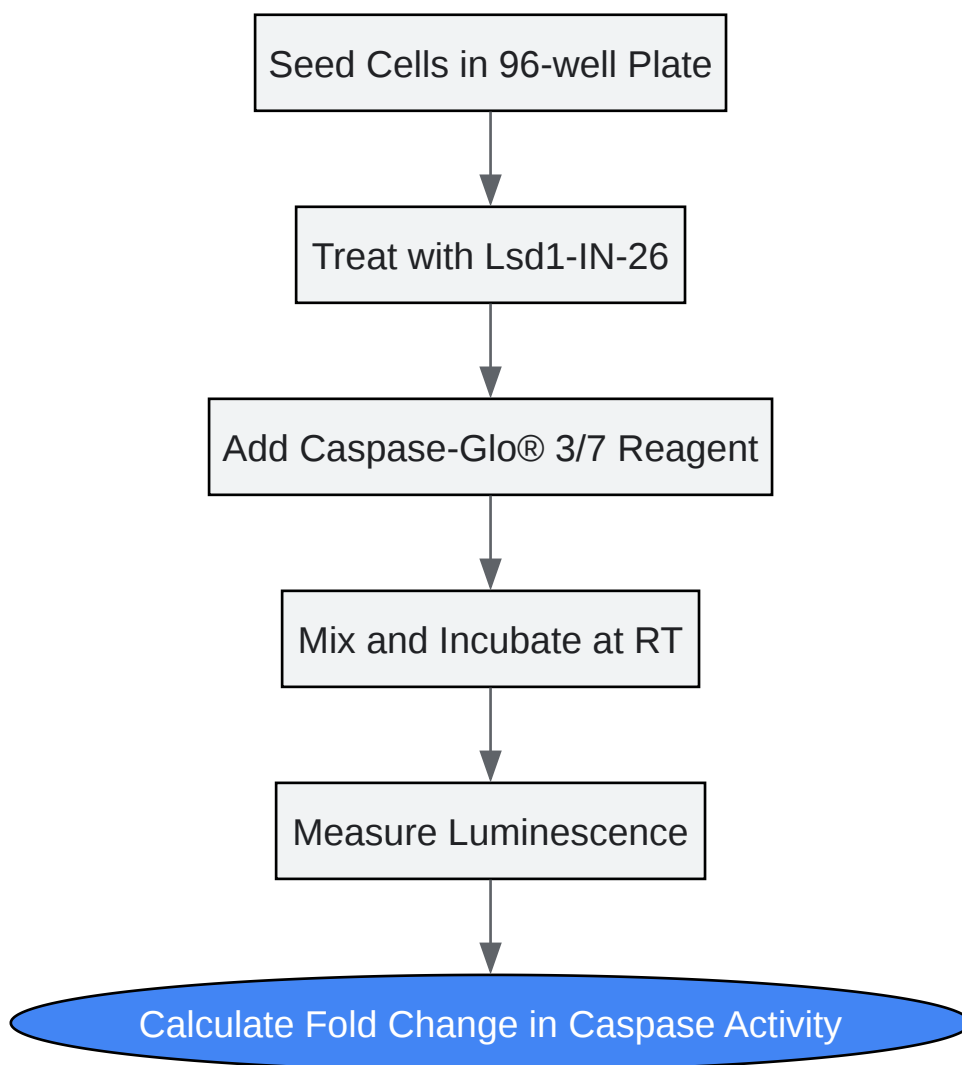 Seed Cells in 96-well Plate
Treat with Lsd1-IN-26
Add Caspase-Glo® 3/7 Reagent
Mix and Incubate at RT
Measure Luminescence
Calculate Fold Change in Caspase Activity